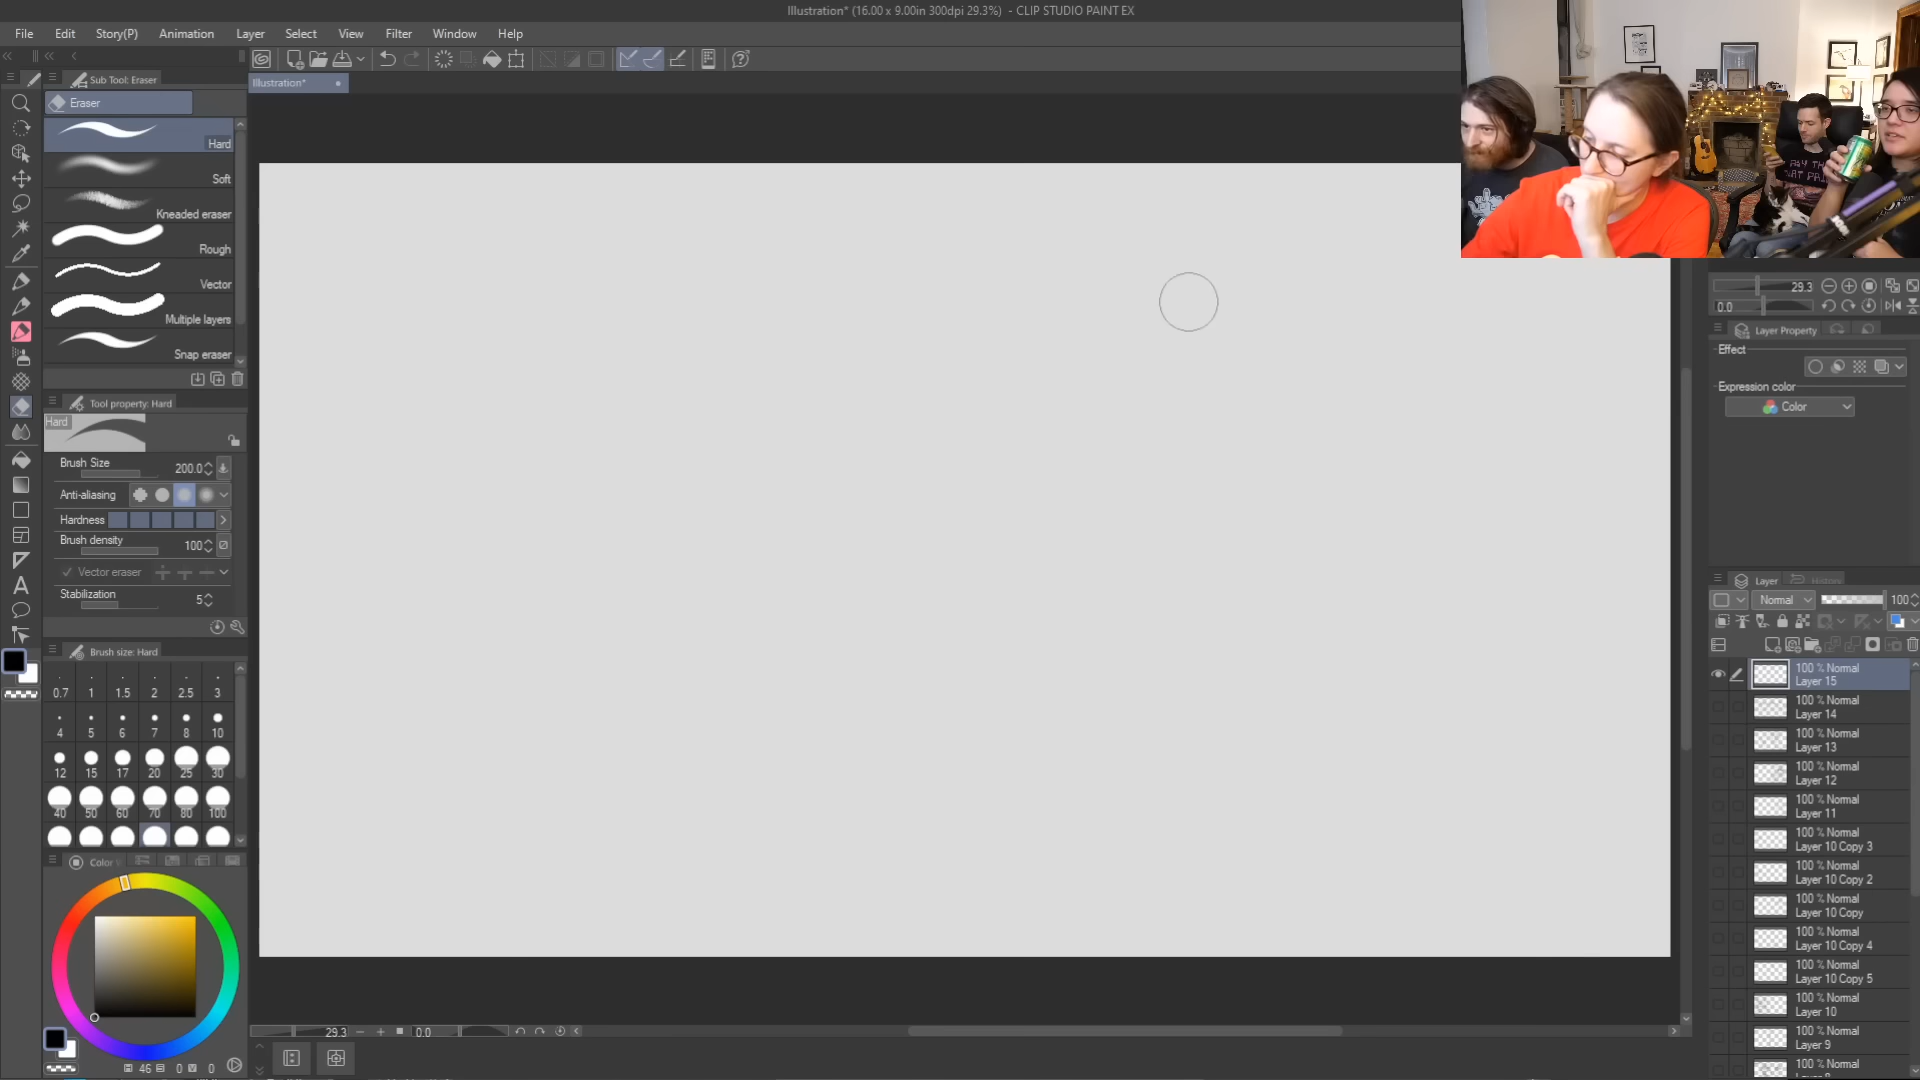 Illustration* (16.00 x 9.00in 300dpi 29.3%) - CLIP STUDIO PAINT EX
File Edit Story(P) Animation Layer Select View Filter Window Help
Sub Tool: Eraser
Illustration*
Eraser
Hard
Soft
Kneaded eraser
Rough
Vector
Multiple layers
Snap eraser
Tool property: Hard
Hard
Brush Size 200.0
Anti-aliasing
Hardness
Brush density 100
Vector eraser
Stabilization 5
Brush size: Hard
0.7 1 1.5 2 2.5 3
4 5 6 7 8 10
12 15 17 20 25 30
40 50 60 70 80 100
Color
46 0 0
29.3 0.0
29.3
0.0
Layer Property
Effect
Expression color
Color
Layer History
Normal 100
100 % Normal
Layer 15
100 % Normal
Layer 14
100 % Normal
Layer 13
100 % Normal
Layer 12
100 % Normal
Layer 11
100 % Normal
Layer 10 Copy 3
100 % Normal
Layer 10 Copy 2
100 % Normal
Layer 10 Copy
100 % Normal
Layer 10 Copy 4
100 % Normal
Layer 10 Copy 5
100 % Normal
Layer 10
100 % Normal
Layer 9
100 % Normal